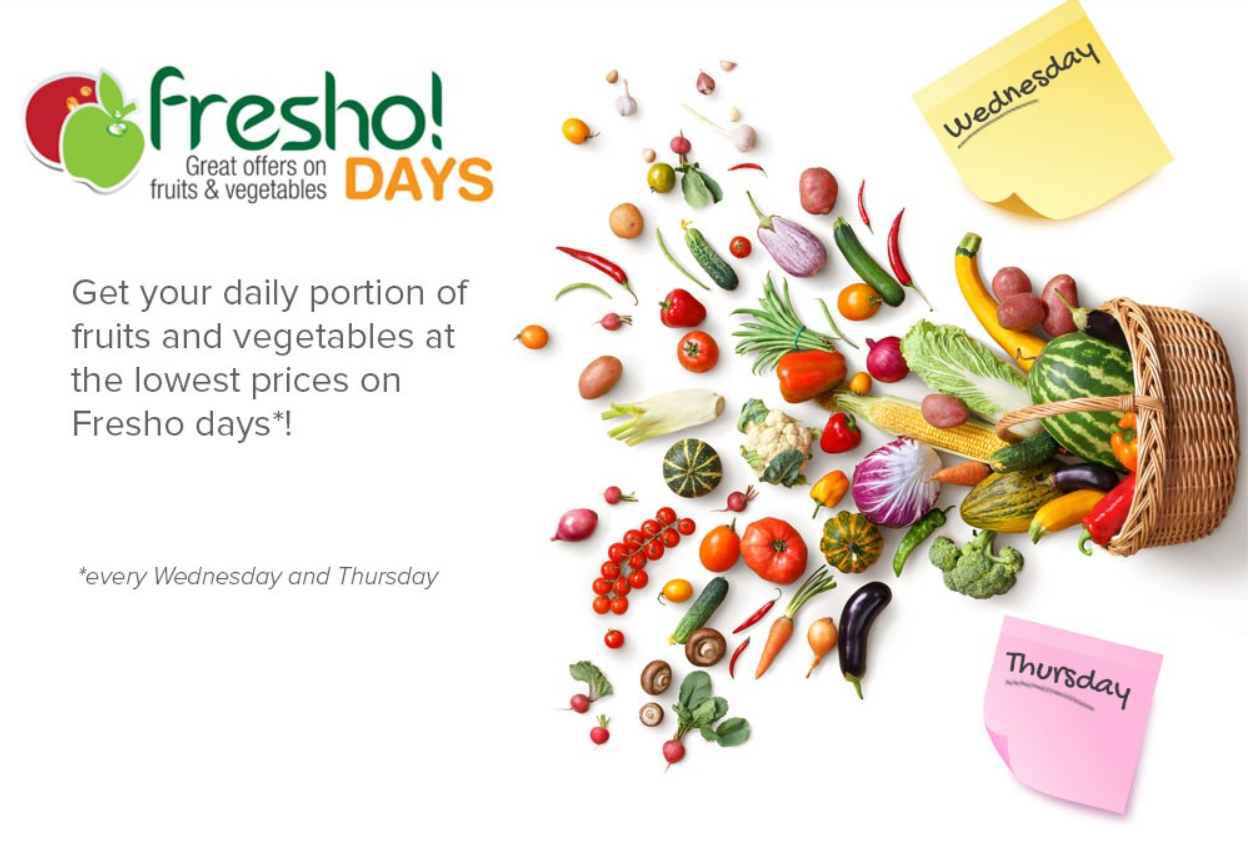 fresho!
Great offers on
fruits & vegetables
DAYS
Get your daily portion of
fruits and vegetables at
the lowest prices on
Fresho days*!
*every Wednesday and Thursday
Wednesday
Thursday